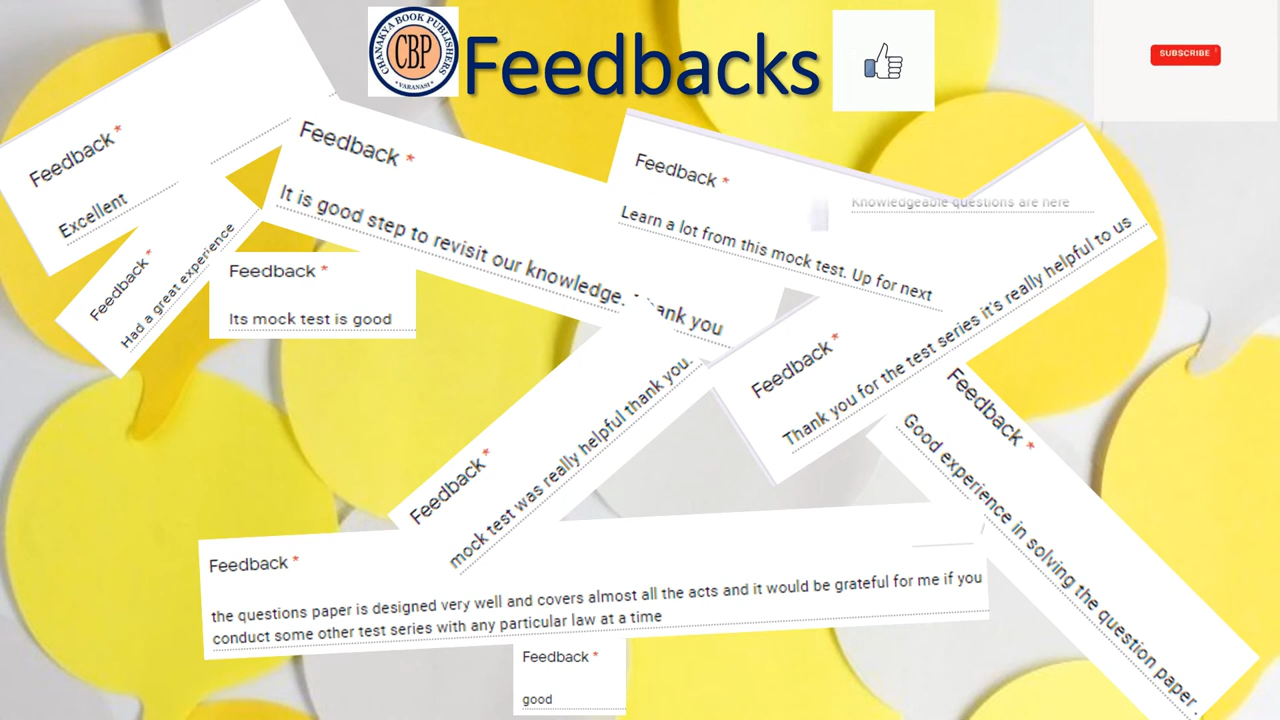 CHANAKYA BOOK PUBLISHERS
CBP
• VARANASI •
Feedbacks
SUBSCRIBE
Feedback *
Excellent
Feedback *
Had a great experience
Feedback *
Its mock test is good
Feedback *
It is good step to revisit our knowledge. ank you
Feedback *
Learn a lot from this mock test. Up for next
Knowledgeable questions are here
Feedback *
Thank you for the test series it's really helpful to us
Feedback *
mock test was really helpful thank you.
Feedback *
Good experience in solving the question paper.
Feedback *
the questions paper is designed very well and covers almost all the acts and it would be grateful for me if you
conduct some other test series with any particular law at a time
Feedback *
good